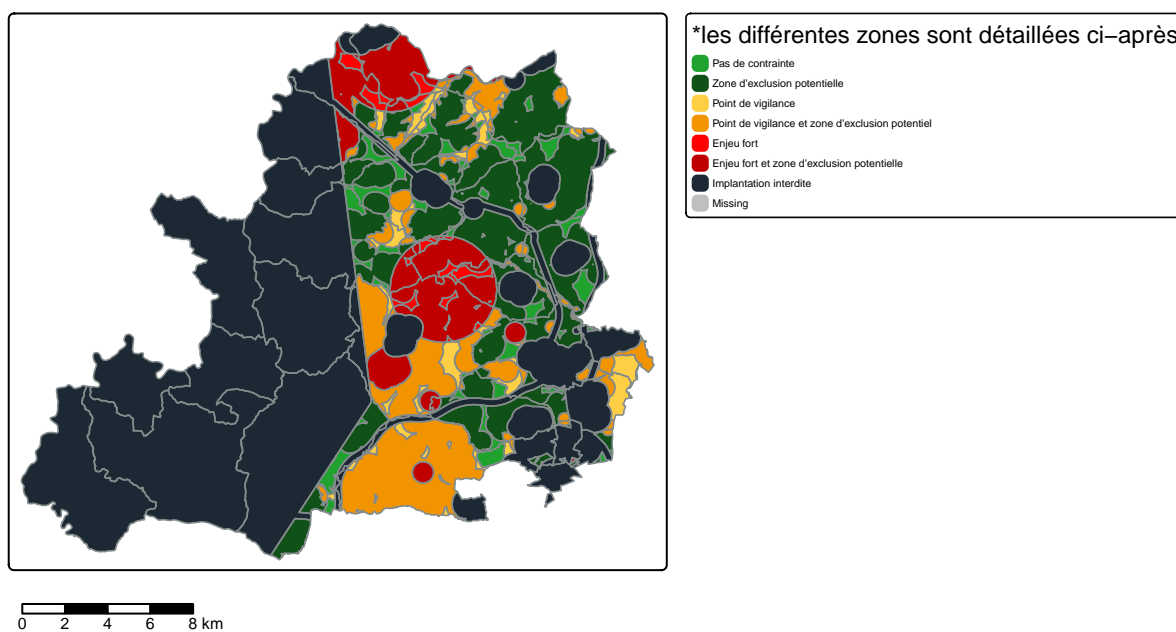 *les différentes zones sont détaillées ci–après
Pas de contrainte
Zone d'exclusion potentielle
Point de vigilance
Point de vigilance et zone d'exclusion potentiel
Enjeu fort
Enjeu fort et zone d'exclusion potentielle
Implantation interdite
Missing
0 2 4 6 8 km